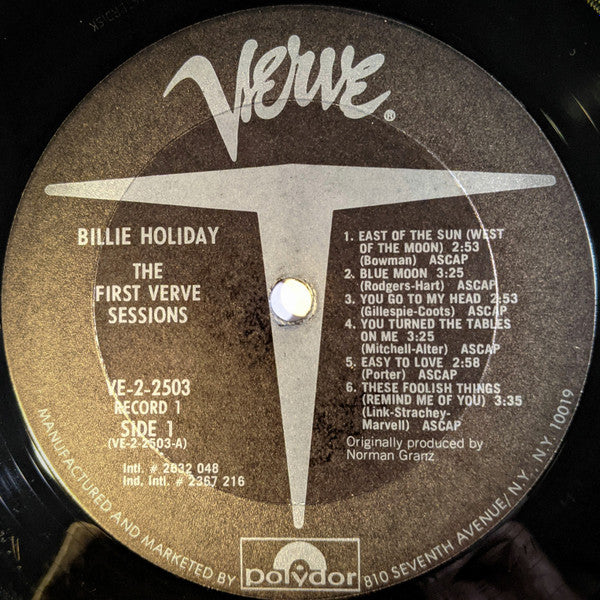 Verve®
BILLIE HOLIDAY
THE
FIRST VERVE
SESSIONS
VE-2-2503
RECORD 1
SIDE 1
(VE-2-2503-A)
Intl. # 2632 048
Ind. Intl. # 2367 216
1. EAST OF THE SUN (WEST
OF THE MOON) 2:53
(Bowman) ASCAP
2. BLUE MOON 3:25
(Rodgers-Hart) ASCAP
3. YOU GO TO MY HEAD 2:53
(Gillespie-Coots) ASCAP
4. YOU TURNED THE TABLES
ON ME 3:25
(Mitchell-Alter) ASCAP
5. EASY TO LOVE 2:58
(Porter) ASCAP
6. THESE FOOLISH THINGS
(REMIND ME OF YOU) 3:35
(Link-Strachey-
Marvell) ASCAP
Originally produced by
Norman Granz
MANUFACTURED AND MARKETED BY polydor 810 SEVENTH AVENUE/ N.Y., N.Y. 10019